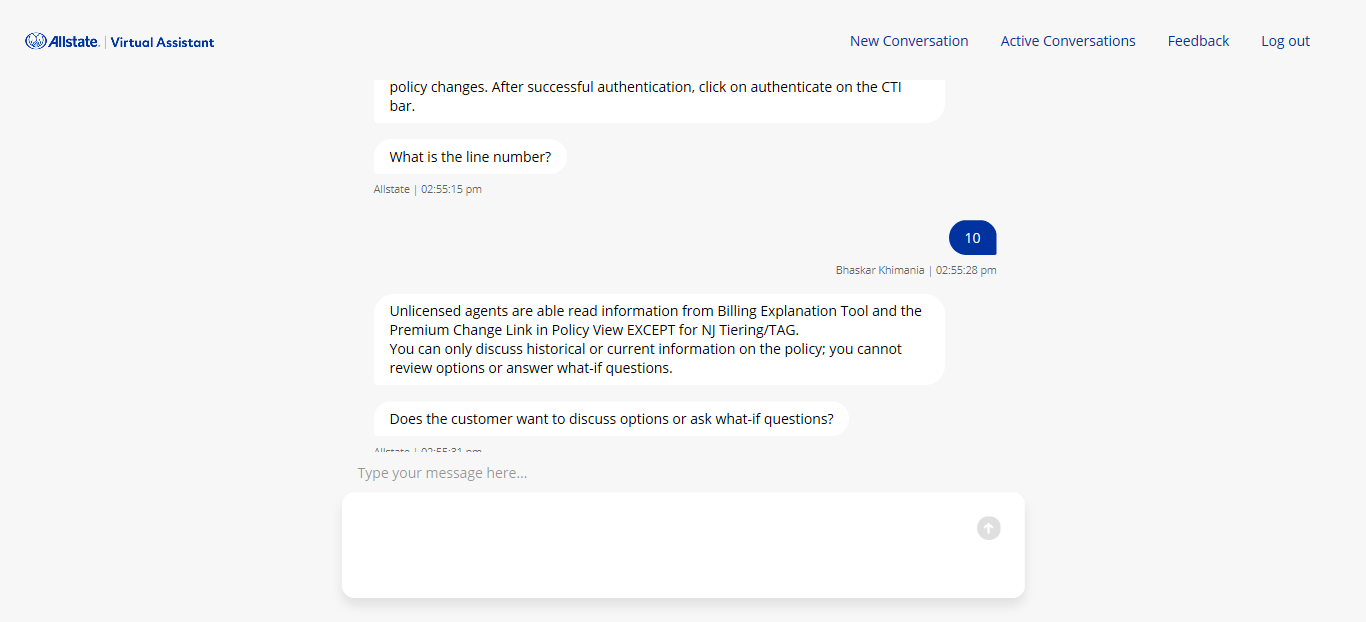 Allstate. | Virtual Assistant
New Conversation Active Conversations Feedback Log out
policy changes. After successful authentication, click on authenticate on the CTI
bar.
What is the line number?
Allstate | 02:55:15 pm
10
Bhaskar Khimania | 02:55:28 pm
Unlicensed agents are able read information from Billing Explanation Tool and the
Premium Change Link in Policy View EXCEPT for NJ Tiering/TAG.
You can only discuss historical or current information on the policy; you cannot
review options or answer what-if questions.
Does the customer want to discuss options or ask what-if questions?
Allstate | 02:55:31 pm
Type your message here...